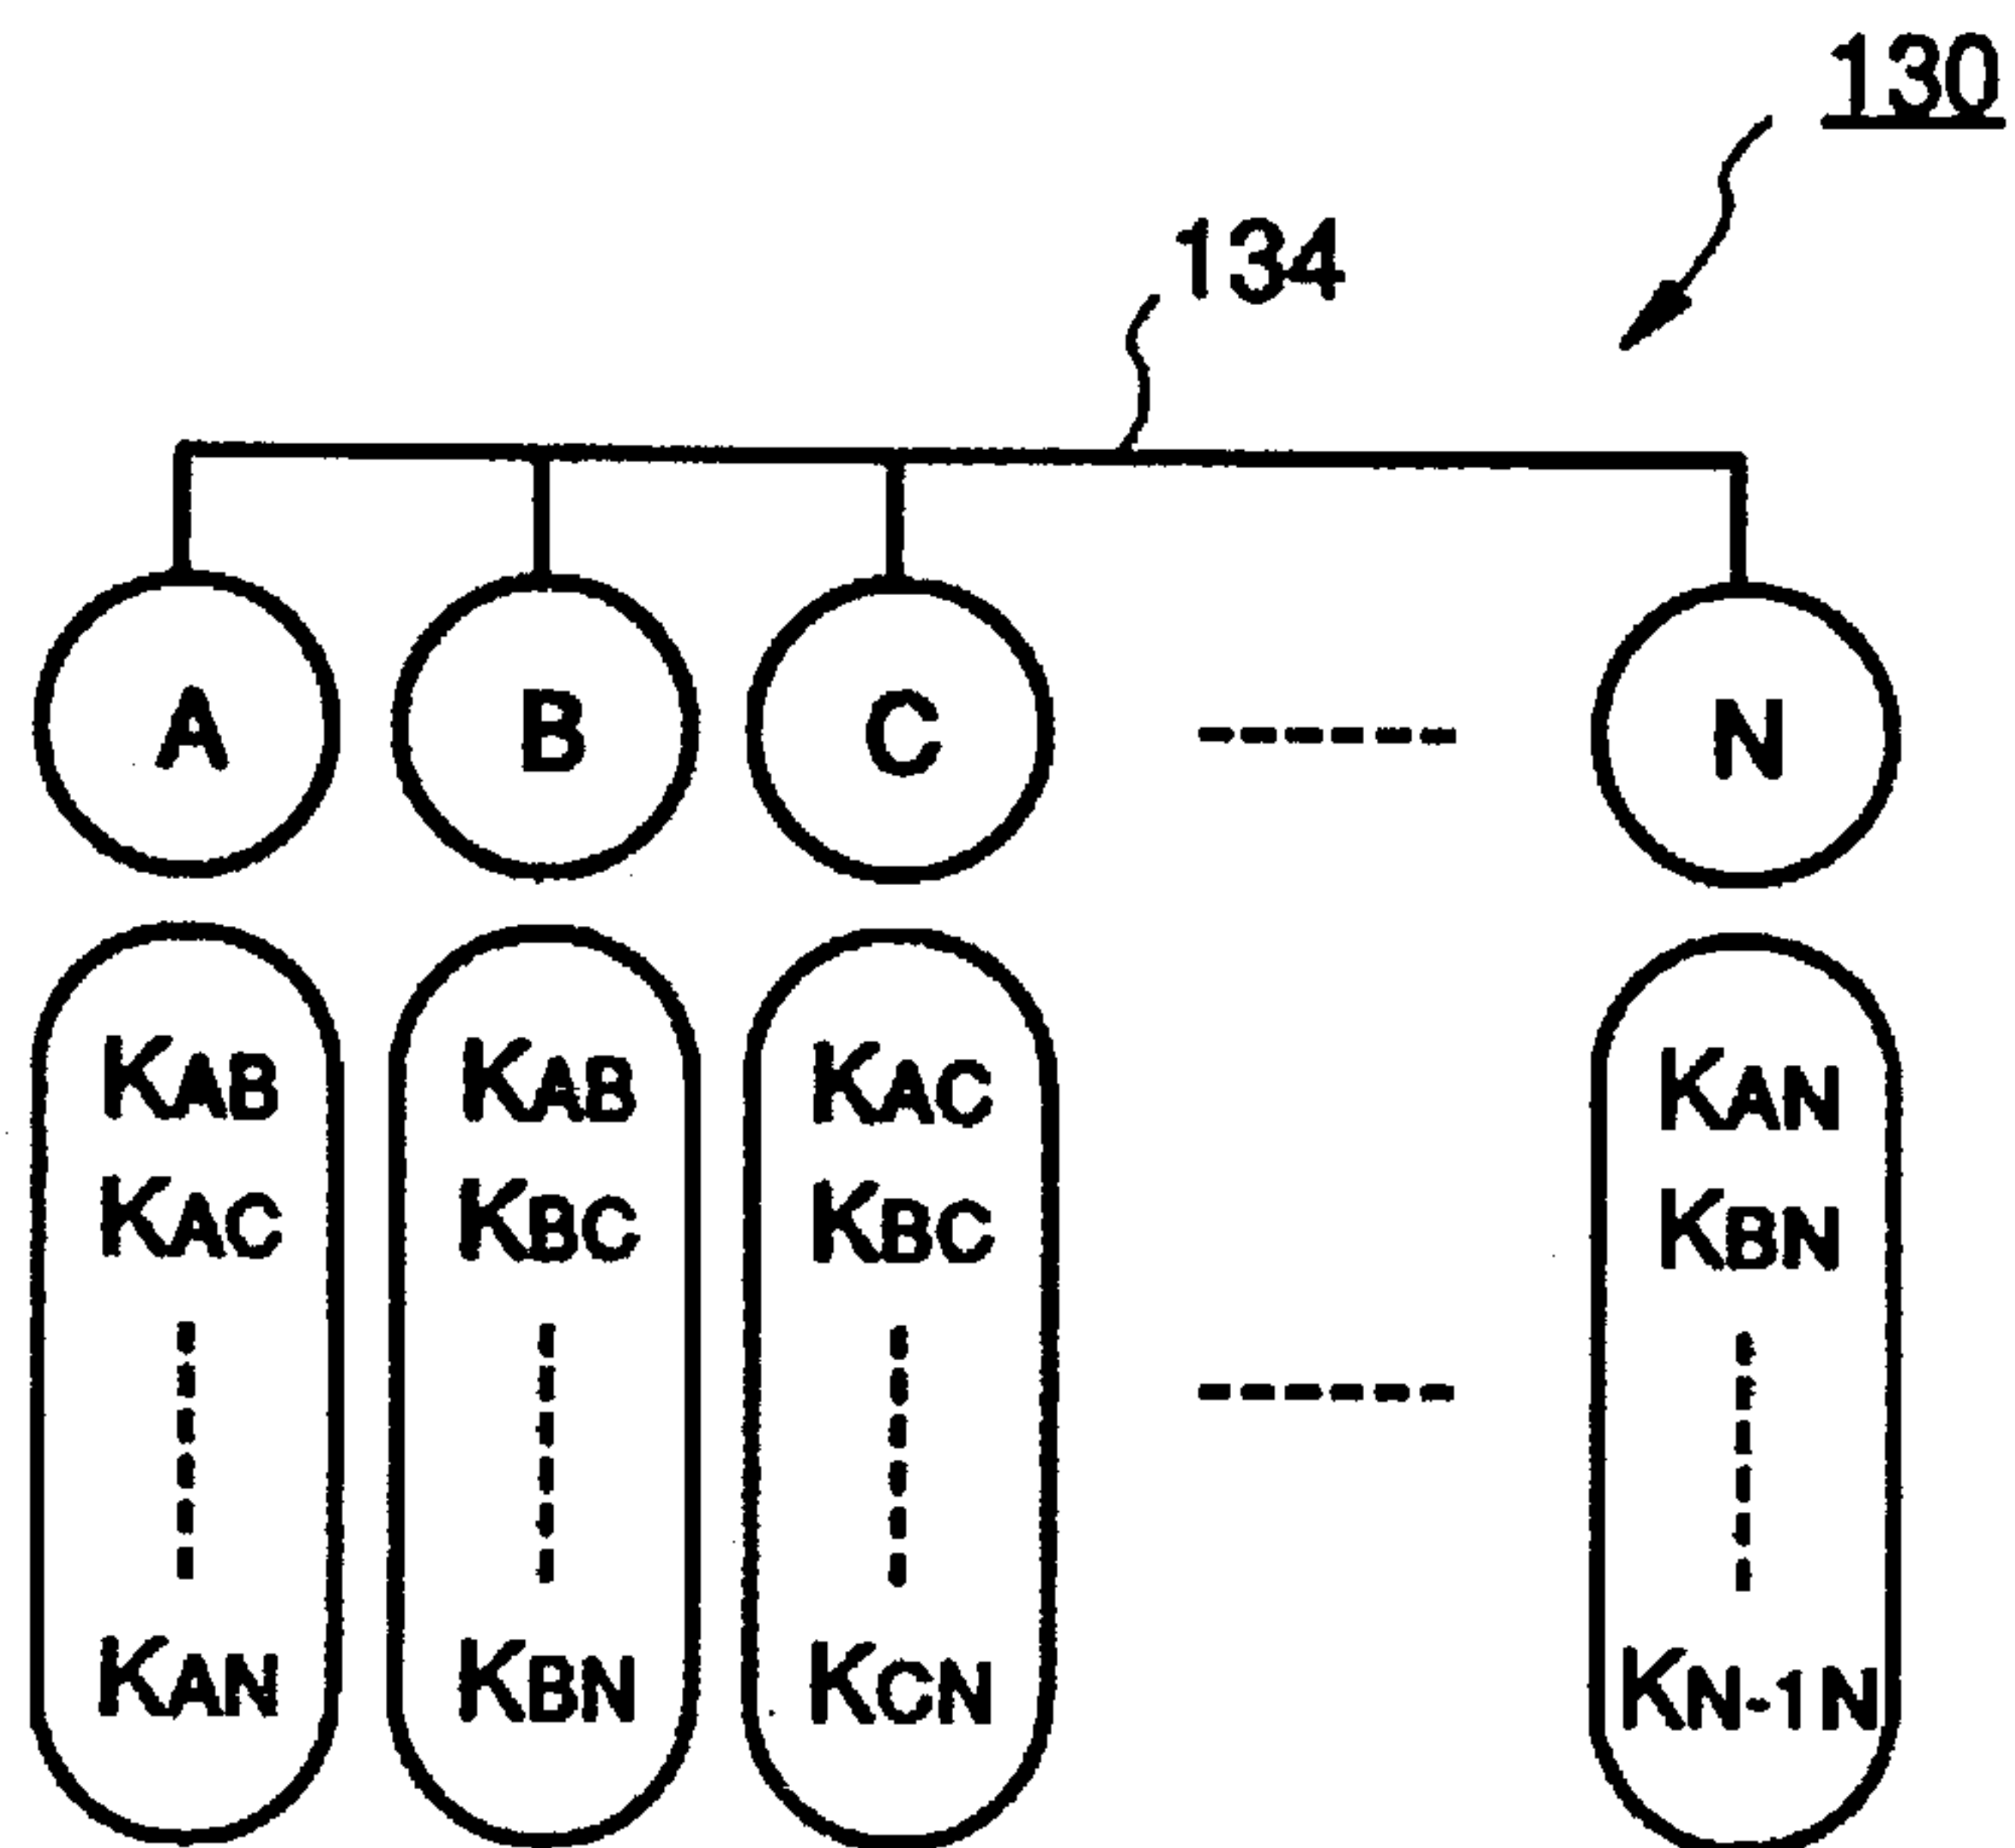 130
134
A B C N
KAB KAB KAC KAN
KAC KBC KBC KBN
KAN KBN KCN KN-1N